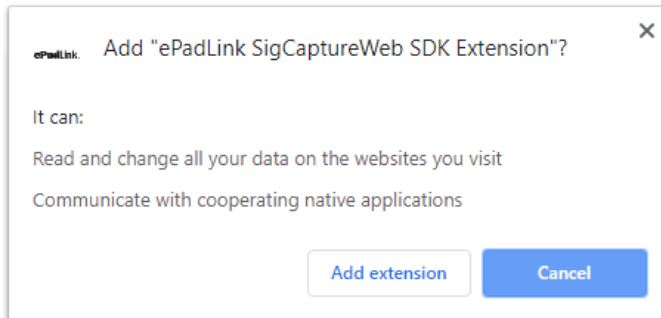 ePadLink.
Add "ePadLink SigCaptureWeb SDK Extension"?
It can:
Read and change all your data on the websites you visit
Communicate with cooperating native applications
Add extension
Cancel